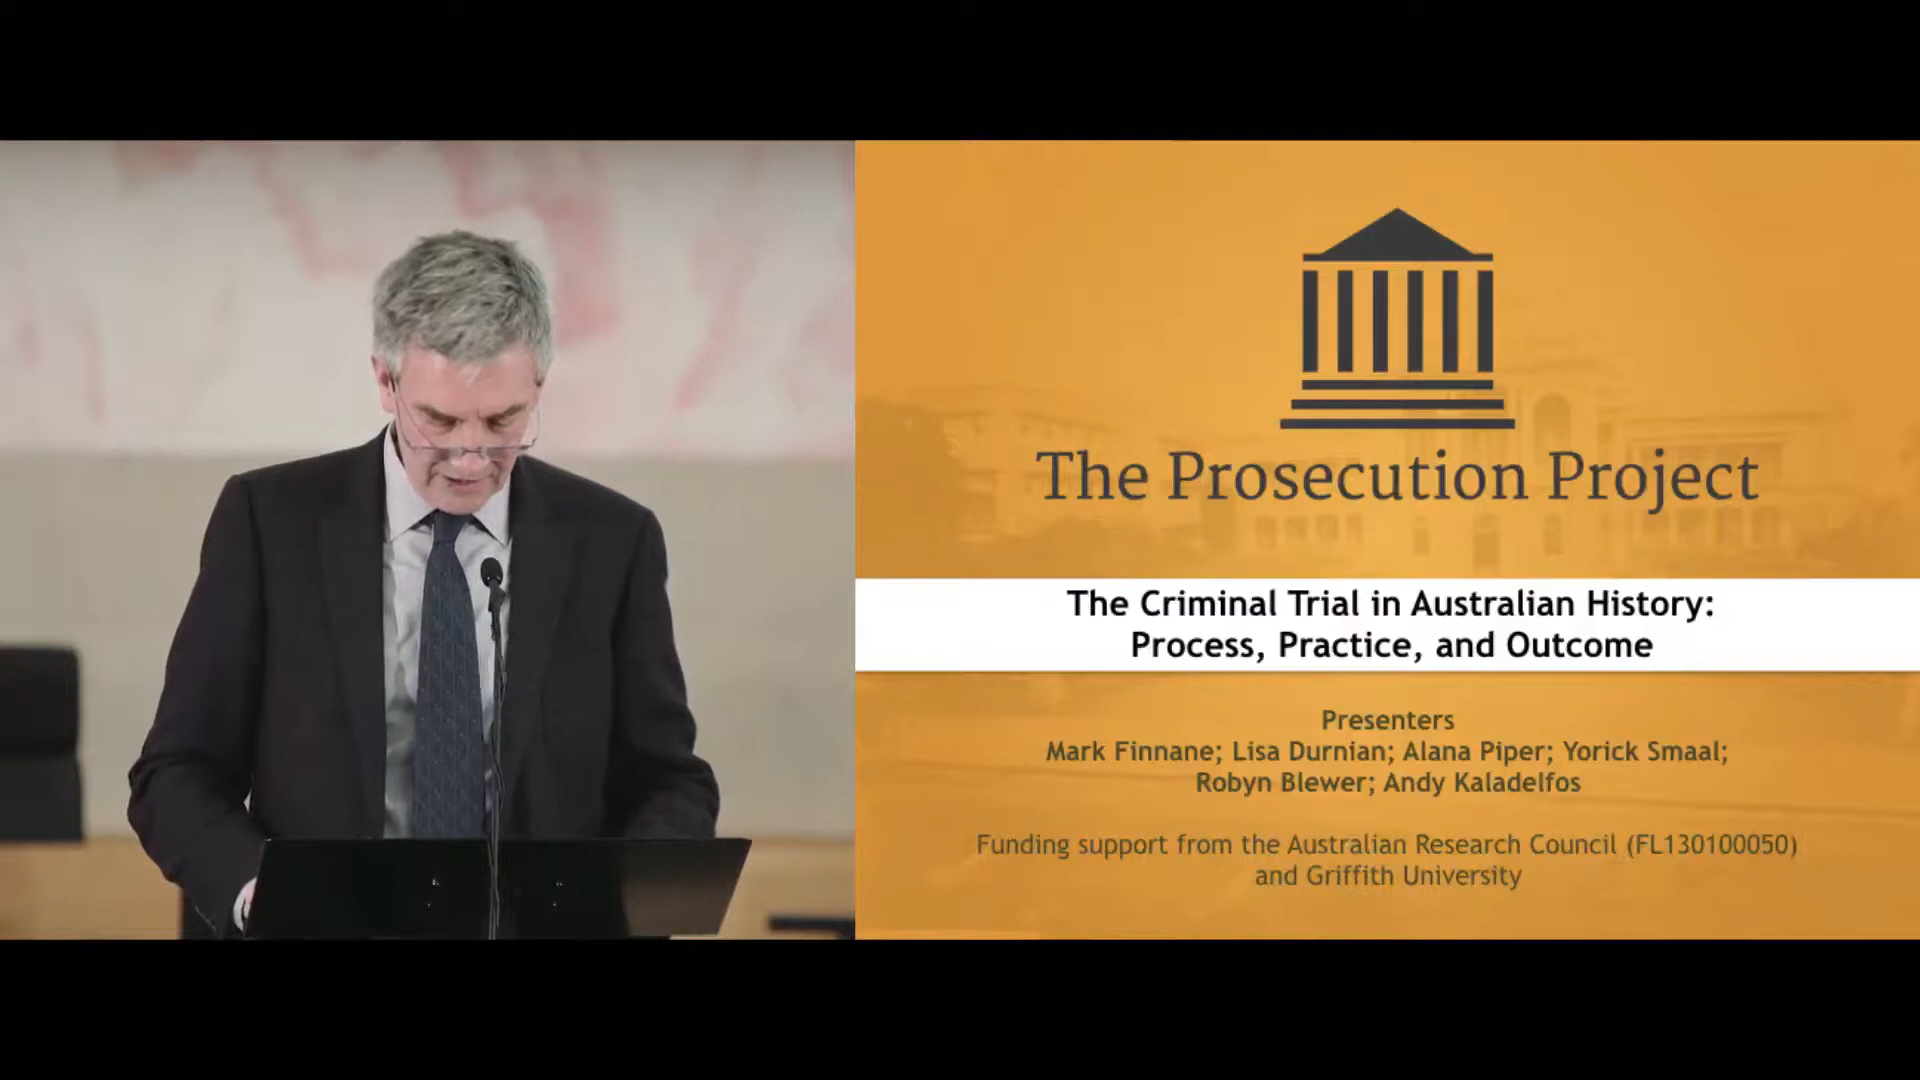 The Prosecution Project
The Criminal Trial in Australian History:
Process, Practice, and Outcome
Presenters
Mark Finnane; Lisa Durnian; Alana Piper; Yorick Smaal;
Robyn Blewer; Andy Kaladelfos
Funding support from the Australian Research Council (FL130100050)
and Griffith University